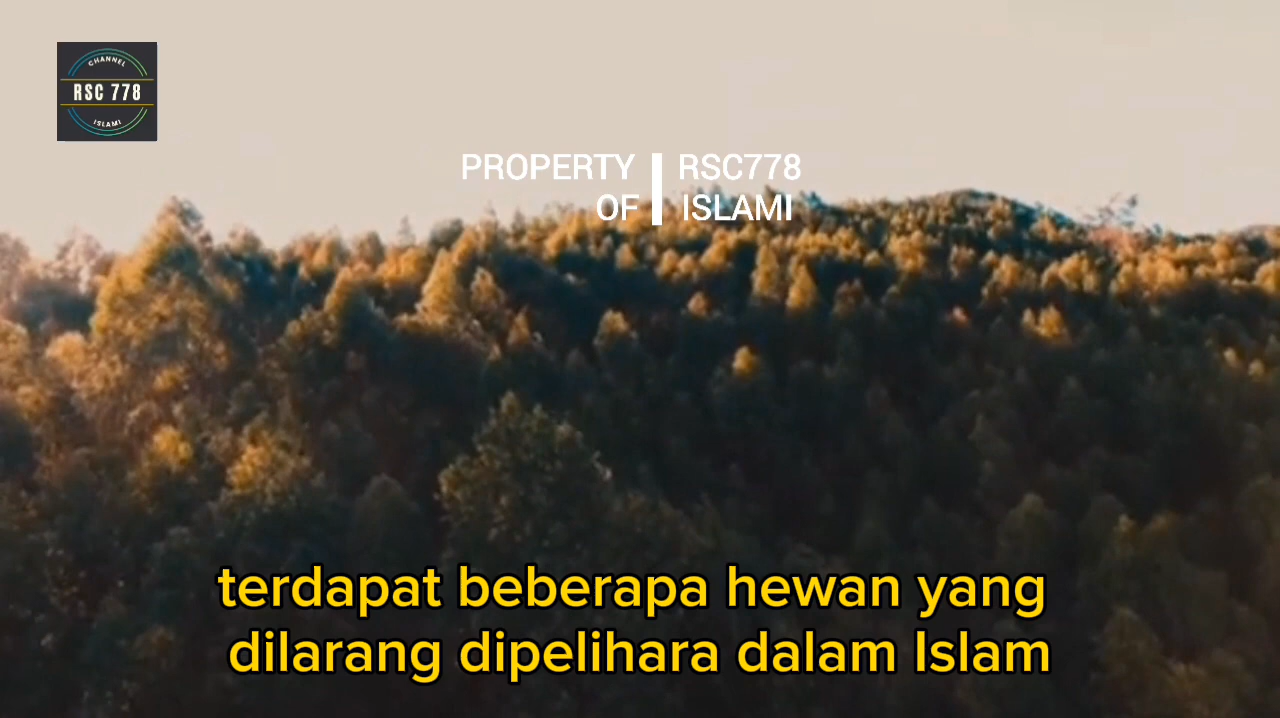 CHANNEL
RSC 778
ISLAMI
PROPERTY RSC778
OF ISLAMI
terdapat beberapa hewan yang
dilarang dipelihara dalam Islam